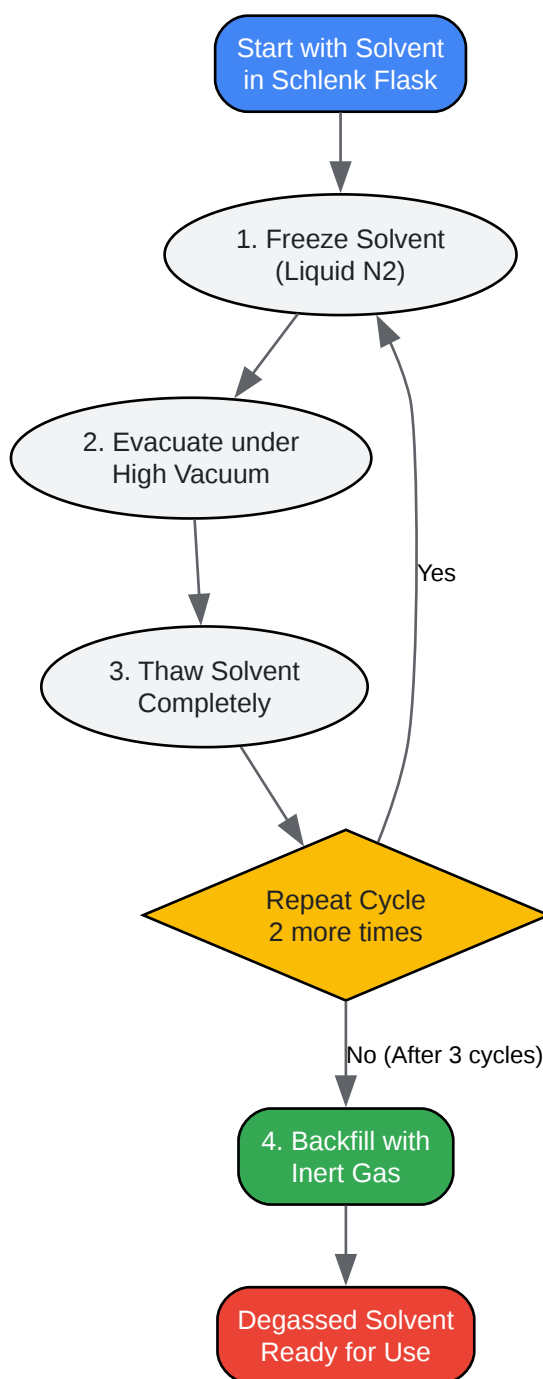 Start with Solvent
in Schlenk Flask
1. Freeze Solvent
(Liquid N2)
2. Evacuate under
High Vacuum
Yes
3. Thaw Solvent
Completely
Repeat Cycle
2 more times
No (After 3 cycles)
4. Backfill with
Inert Gas
Degassed Solvent
Ready for Use